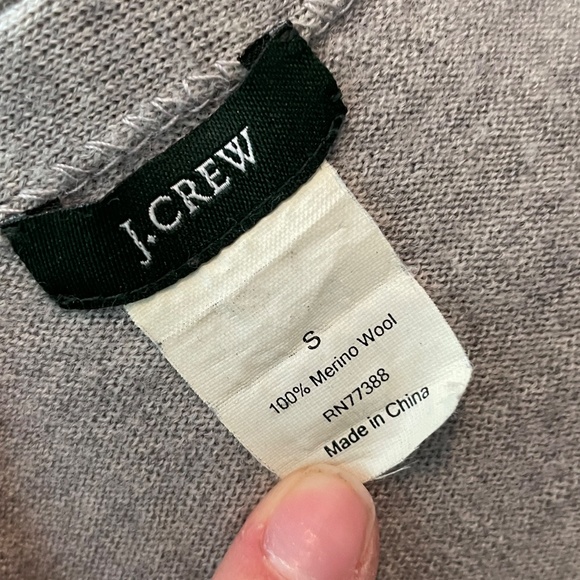 J.CREW
S
100% Merino Wool
RN77388
Made in China